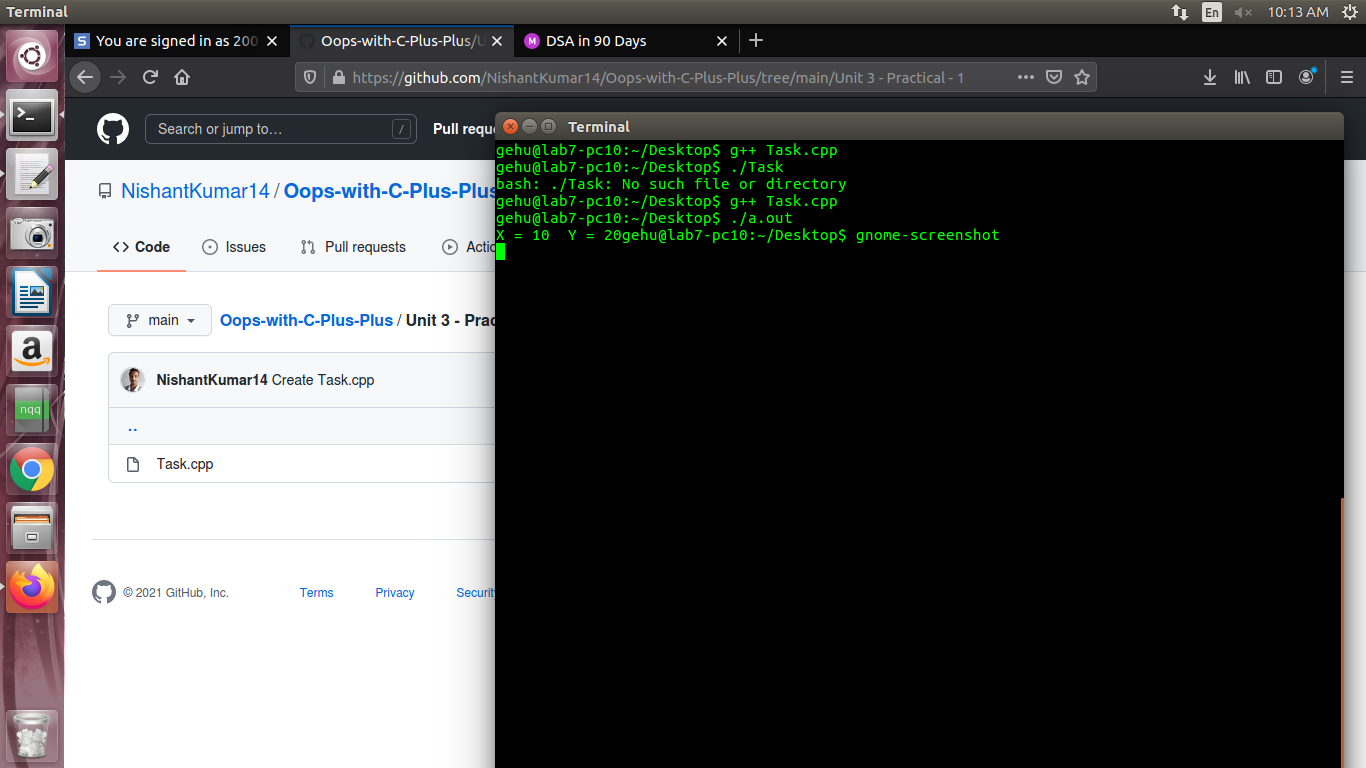 Terminal
En
10:13 AM
S
You are signed in as 200
Oops-with-C-Plus-Plus/U
M
DSA in 90 Days
https://github.com/NishantKumar14/Oops-with-C-Plus-Plus/tree/main/Unit 3 - Practical - 1
Search or jump to…
/
Pull requ
NishantKumar14 / Oops-with-C-Plus-Plus
Code
Issues
Pull requests
Actio
main
Oops-with-C-Plus-Plus / Unit 3 - Prac
NishantKumar14 Create Task.cpp
..
Task.cpp
© 2021 GitHub, Inc.
Terms
Privacy
Security
Terminal
gehu@lab7-pc10:~/Desktop$ g++ Task.cpp
gehu@lab7-pc10:~/Desktop$ ./Task
bash: ./Task: No such file or directory
gehu@lab7-pc10:~/Desktop$ g++ Task.cpp
gehu@lab7-pc10:~/Desktop$ ./a.out
X = 10  Y = 20gehu@lab7-pc10:~/Desktop$ gnome-screenshot
a
nqq